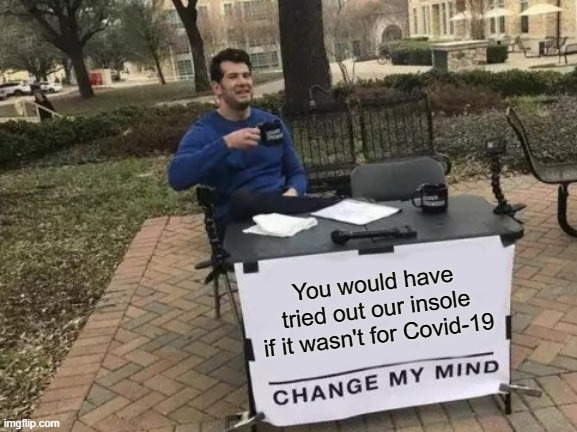 You would have
tried out our insole
if it wasn't for Covid-19
CHANGE MY MIND
imgflip.com